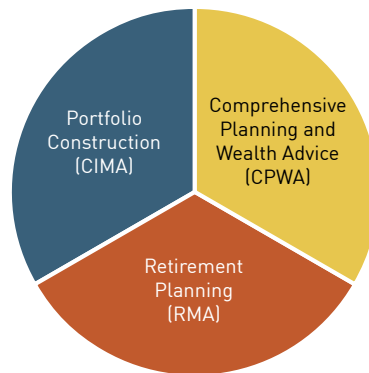 Portfolio
Construction
(CIMA)
Comprehensive
Planning and
Wealth Advice
(CPWA)
Retirement
Planning
(RMA)